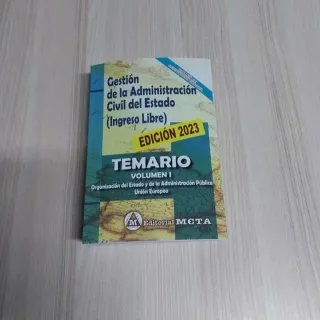 Gestión
de la Administración
Civil del Estado
(Ingreso Libre)
EDICIÓN 2023
TEMARIO
VOLUMEN I
Organización del Estado y de la Administración Pública
Unión Europea
Editorial META